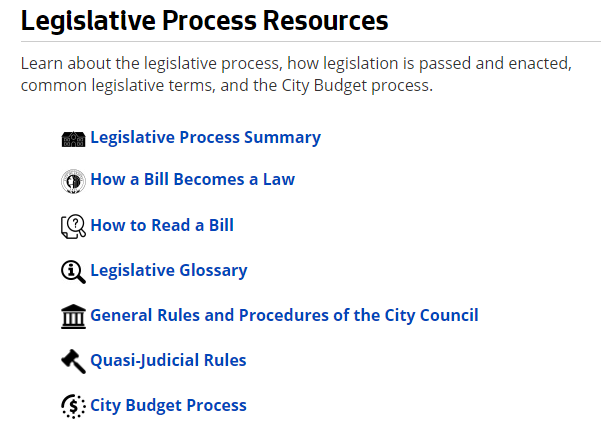 Legislative Process Resources
Learn about the legislative process, how legislation is passed and enacted,
common legislative terms, and the City Budget process.
Legislative Process Summary
How a Bill Becomes a Law
How to Read a Bill
Legislative Glossary
General Rules and Procedures of the City Council
Quasi-Judicial Rules
City Budget Process